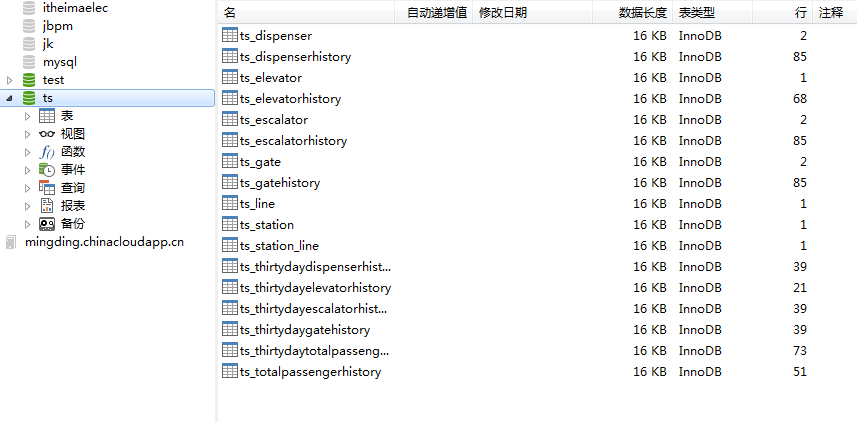 itheimaelec
jbpm
jk
mysql
test
ts
表
视图
函数
事件
查询
报表
备份
mingding.chinacloudapp.cn
名 自动递增值 修改日期 数据长度 表类型 行 注释
ts_dispenser 16 KB InnoDB 2
ts_dispenserhistory 16 KB InnoDB 85
ts_elevator 16 KB InnoDB 1
ts_elevatorhistory 16 KB InnoDB 68
ts_escalator 16 KB InnoDB 2
ts_escalatorhistory 16 KB InnoDB 85
ts_gate 16 KB InnoDB 2
ts_gatehistory 16 KB InnoDB 85
ts_line 16 KB InnoDB 1
ts_station 16 KB InnoDB 1
ts_station_line 16 KB InnoDB 1
ts_thirtydaydispenserhist... 16 KB InnoDB 39
ts_thirtydayelevatorhistory 16 KB InnoDB 21
ts_thirtydayescalatorhist... 16 KB InnoDB 39
ts_thirtydaygatehistory 16 KB InnoDB 39
ts_thirtydaytotalpasseng... 16 KB InnoDB 73
ts_totalpassengerhistory 16 KB InnoDB 51